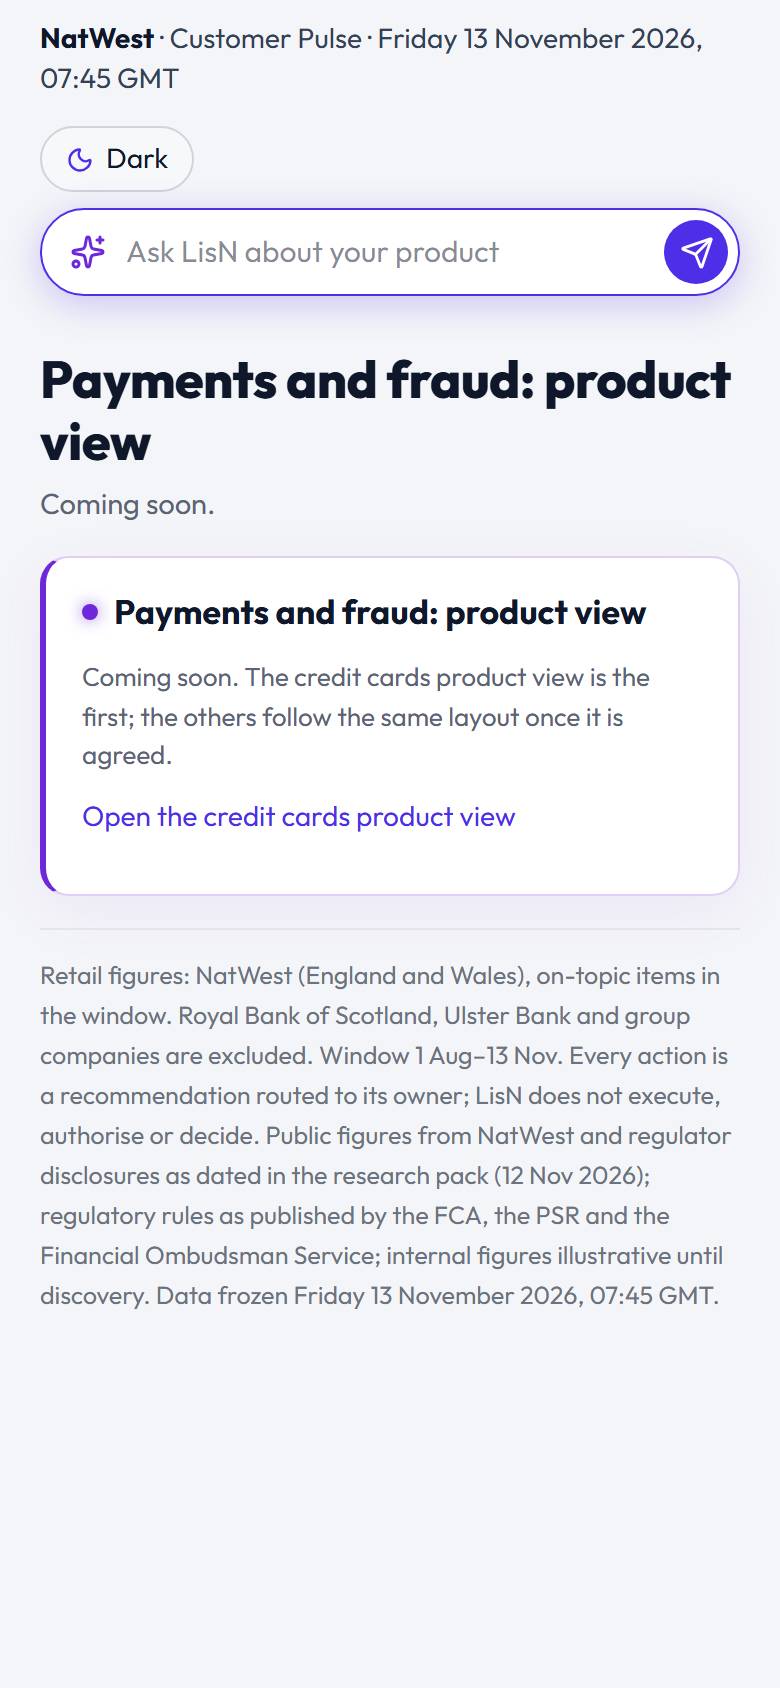 NatWest · Customer Pulse · Friday 13 November 2026,
07:45 GMT
Dark
Ask LisN about your product
Payments and fraud: product
view
Coming soon.
Payments and fraud: product view
Coming soon. The credit cards product view is the
first; the others follow the same layout once it is
agreed.
Open the credit cards product view
Retail figures: NatWest (England and Wales), on-topic items in
the window. Royal Bank of Scotland, Ulster Bank and group
companies are excluded. Window 1 Aug–13 Nov. Every action is
a recommendation routed to its owner; LisN does not execute,
authorise or decide. Public figures from NatWest and regulator
disclosures as dated in the research pack (12 Nov 2026);
regulatory rules as published by the FCA, the PSR and the
Financial Ombudsman Service; internal figures illustrative until
discovery. Data frozen Friday 13 November 2026, 07:45 GMT.